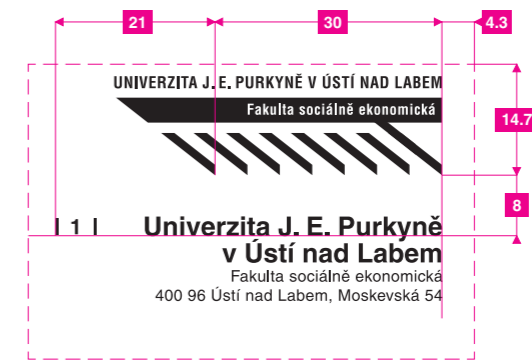 21 30 4.3
UNIVERZITA J. E. PURKYNĚ V ÚSTÍ NAD LABEM
Fakulta sociálně ekonomická
14.7
8
| 1 | Univerzita J. E. Purkyně
v Ústí nad Labem
Fakulta sociálně ekonomická
400 96 Ústí nad Labem, Moskevská 54